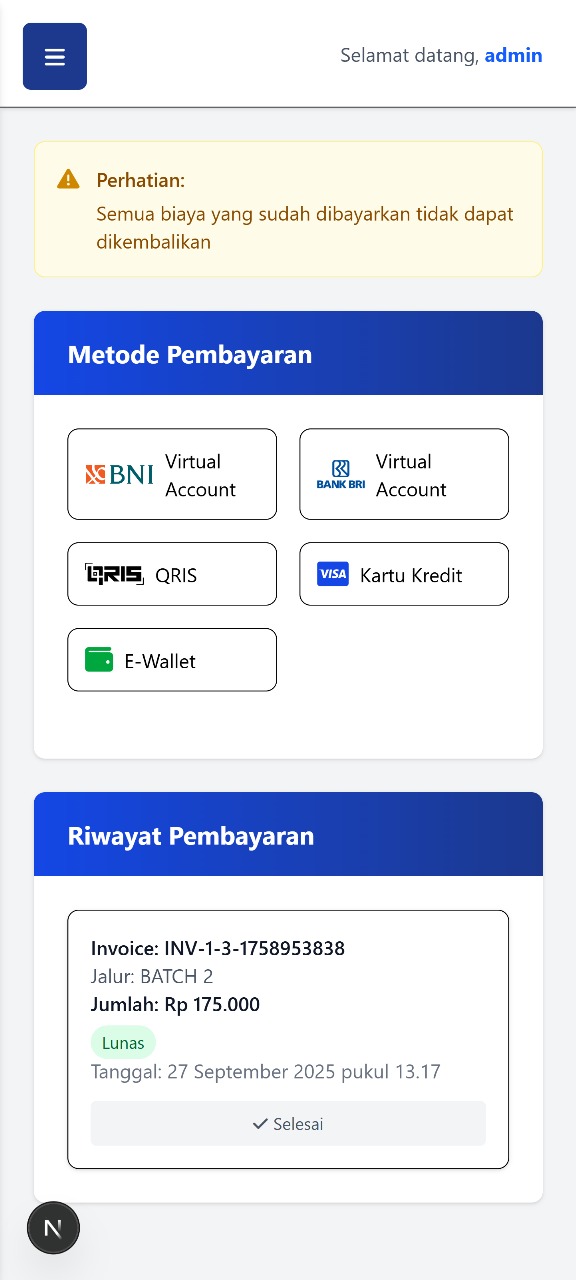 Selamat datang, admin
Perhatian:
Semua biaya yang sudah dibayarkan tidak dapat
dikembalikan
Metode Pembayaran
BNI Virtual
Account
BANK BRI Virtual
Account
QRIS QRIS
VISA Kartu Kredit
E-Wallet
Riwayat Pembayaran
Invoice: INV-1-3-1758953838
Jalur: BATCH 2
Jumlah: Rp 175.000
Lunas
Tanggal: 27 September 2025 pukul 13.17
Selesai
N